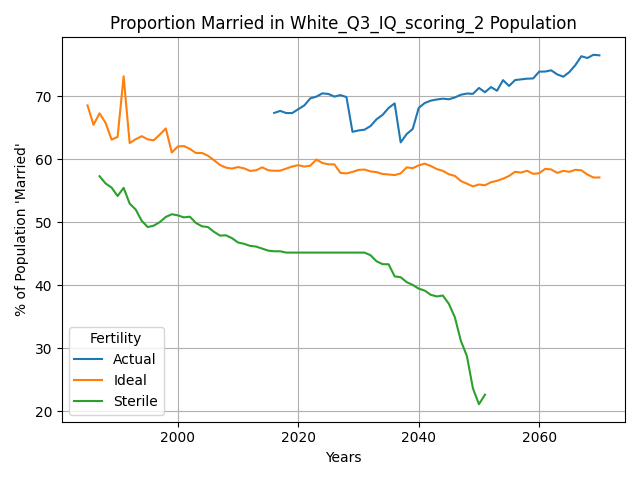 Proportion Married in White_Q3_IQ_scoring_2 Population
% of Population 'Married'
70
60
50
40
30
20
Fertility
Actual
Ideal
Sterile
2000
2020
2040
2060
Years